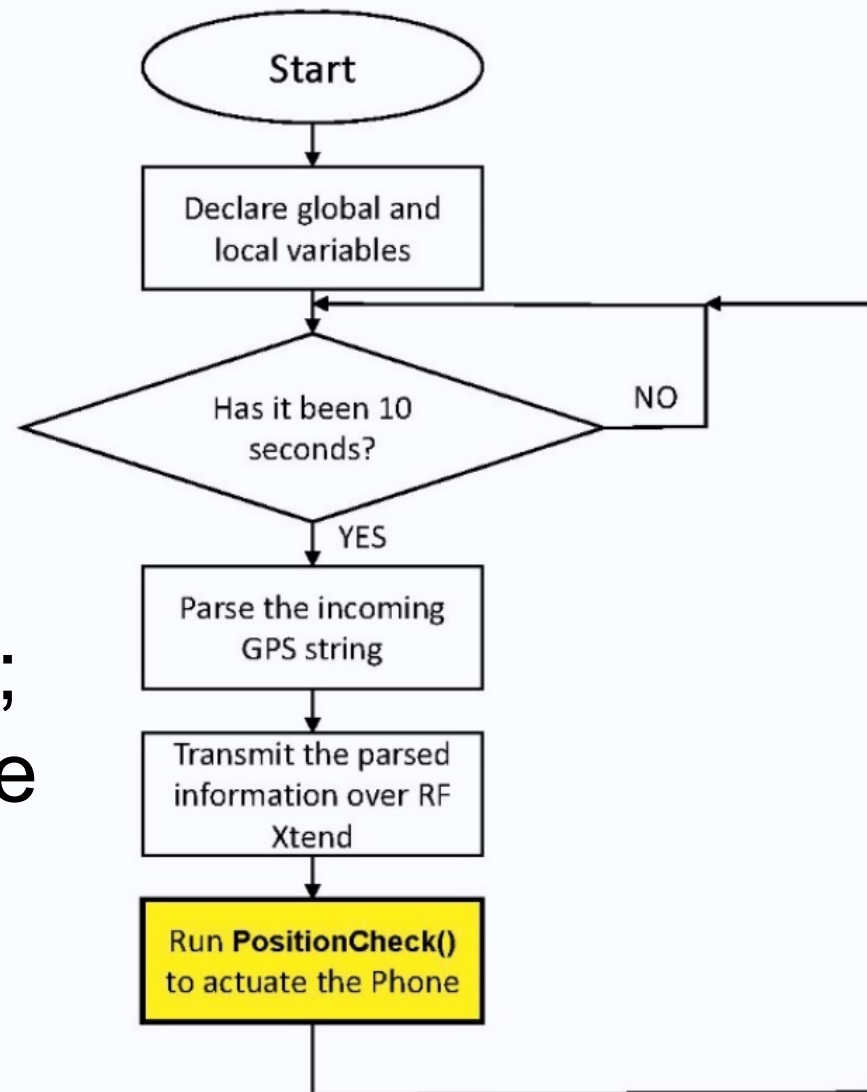 Start
Declare global and
local variables
Has it been 10
seconds?
NO
YES
Parse the incoming
GPS string
;
e
Transmit the parsed
information over RF
Xtend
Run PositionCheck()
to actuate the Phone